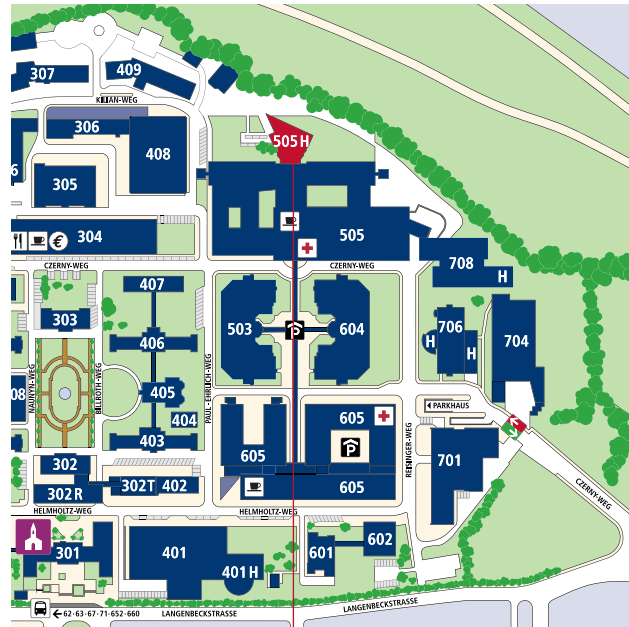 307
409
KILIAN-WEG
306
408
505 H
6
305
304
€
505
CZERNY-WEG
CZERNY-WEG
708
H
407
303
503
P
604
706
H
H
704
406
NAUNYN-WEG
BILLROTH-WEG
PAUL-EHRLICH-WEG
405
08
404
403
PARKHAUS
605
P
605
REISINGER-WEG
701
302
302 R
302T
402
605
CZERNY-WEG
HELMHOLTZ-WEG
HELMHOLTZ-WEG
301
401
401 H
601
602
62·63·67·71·652·660
LANGENBECKSTRASSE
LANGENBECKSTRASSE